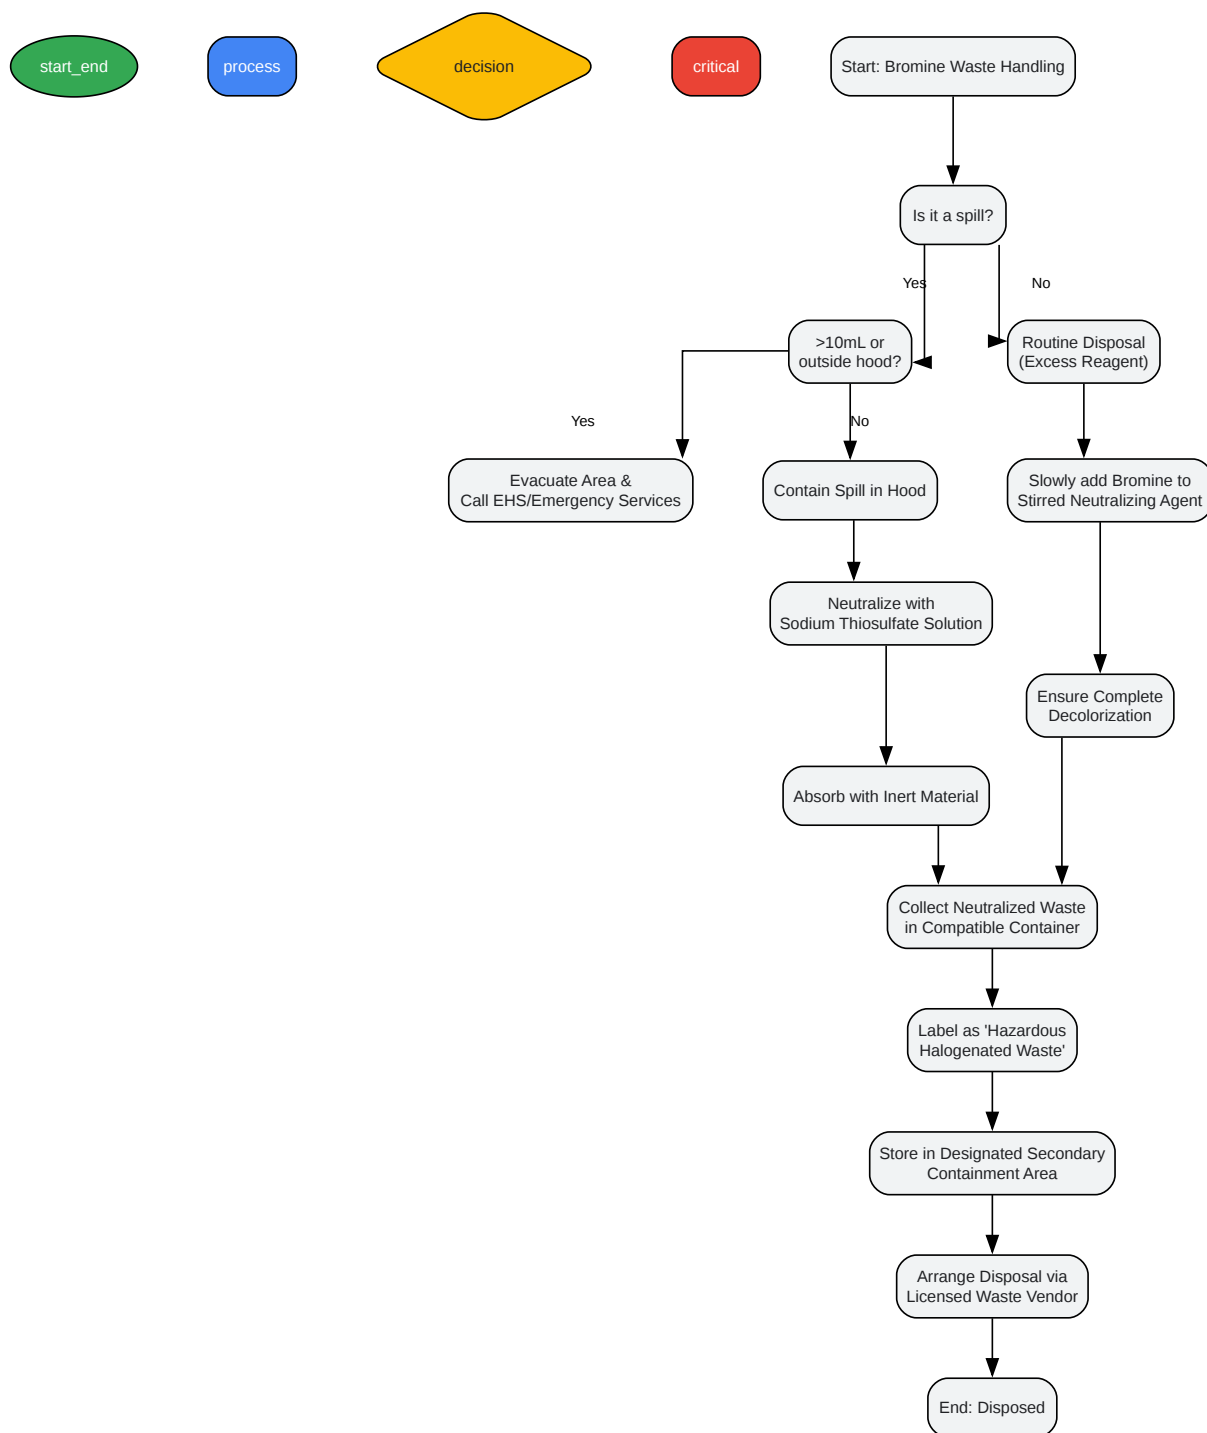 start_end
process
decision
critical
Start: Bromine Waste Handling
Is it a spill?
Yes
No
>10mL or
outside hood?
Routine Disposal
(Excess Reagent)
Yes
No
Evacuate Area &
Call EHS/Emergency Services
Contain Spill in Hood
Slowly add Bromine to
Stirred Neutralizing Agent
Neutralize with
Sodium Thiosulfate Solution
Ensure Complete
Decolorization
Absorb with Inert Material
Collect Neutralized Waste
in Compatible Container
Label as 'Hazardous
Halogenated Waste'
Store in Designated Secondary
Containment Area
Arrange Disposal via
Licensed Waste Vendor
End: Disposed